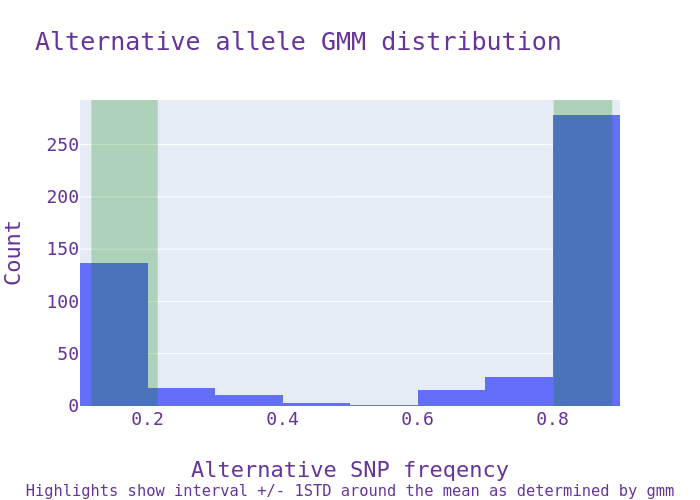 Alternative allele GMM distribution
Count
250
200
150
100
50
0
0.2 0.4 0.6 0.8
Alternative SNP freqency
Highlights show interval +/- 1STD around the mean as determined by gmm